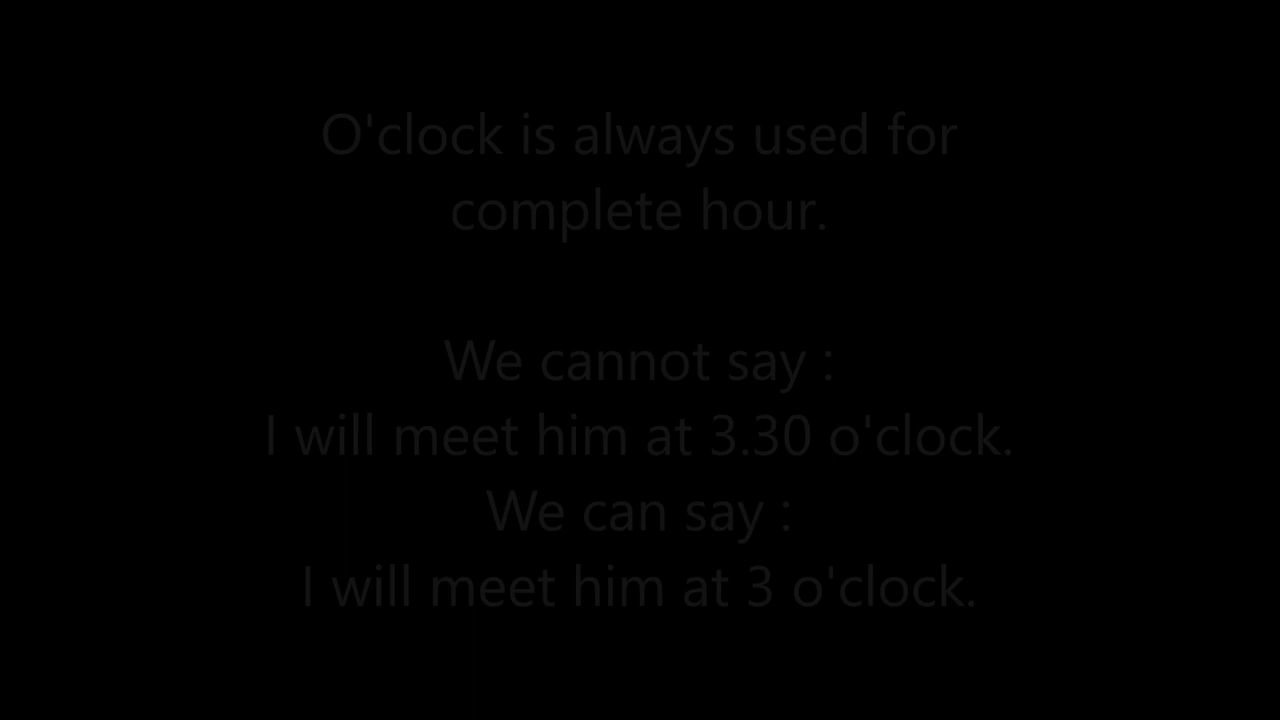 O'clock is always used for
complete hour.
We cannot say :
I will meet him at 3.30 o'clock.
We can say :
I will meet him at 3 o'clock.